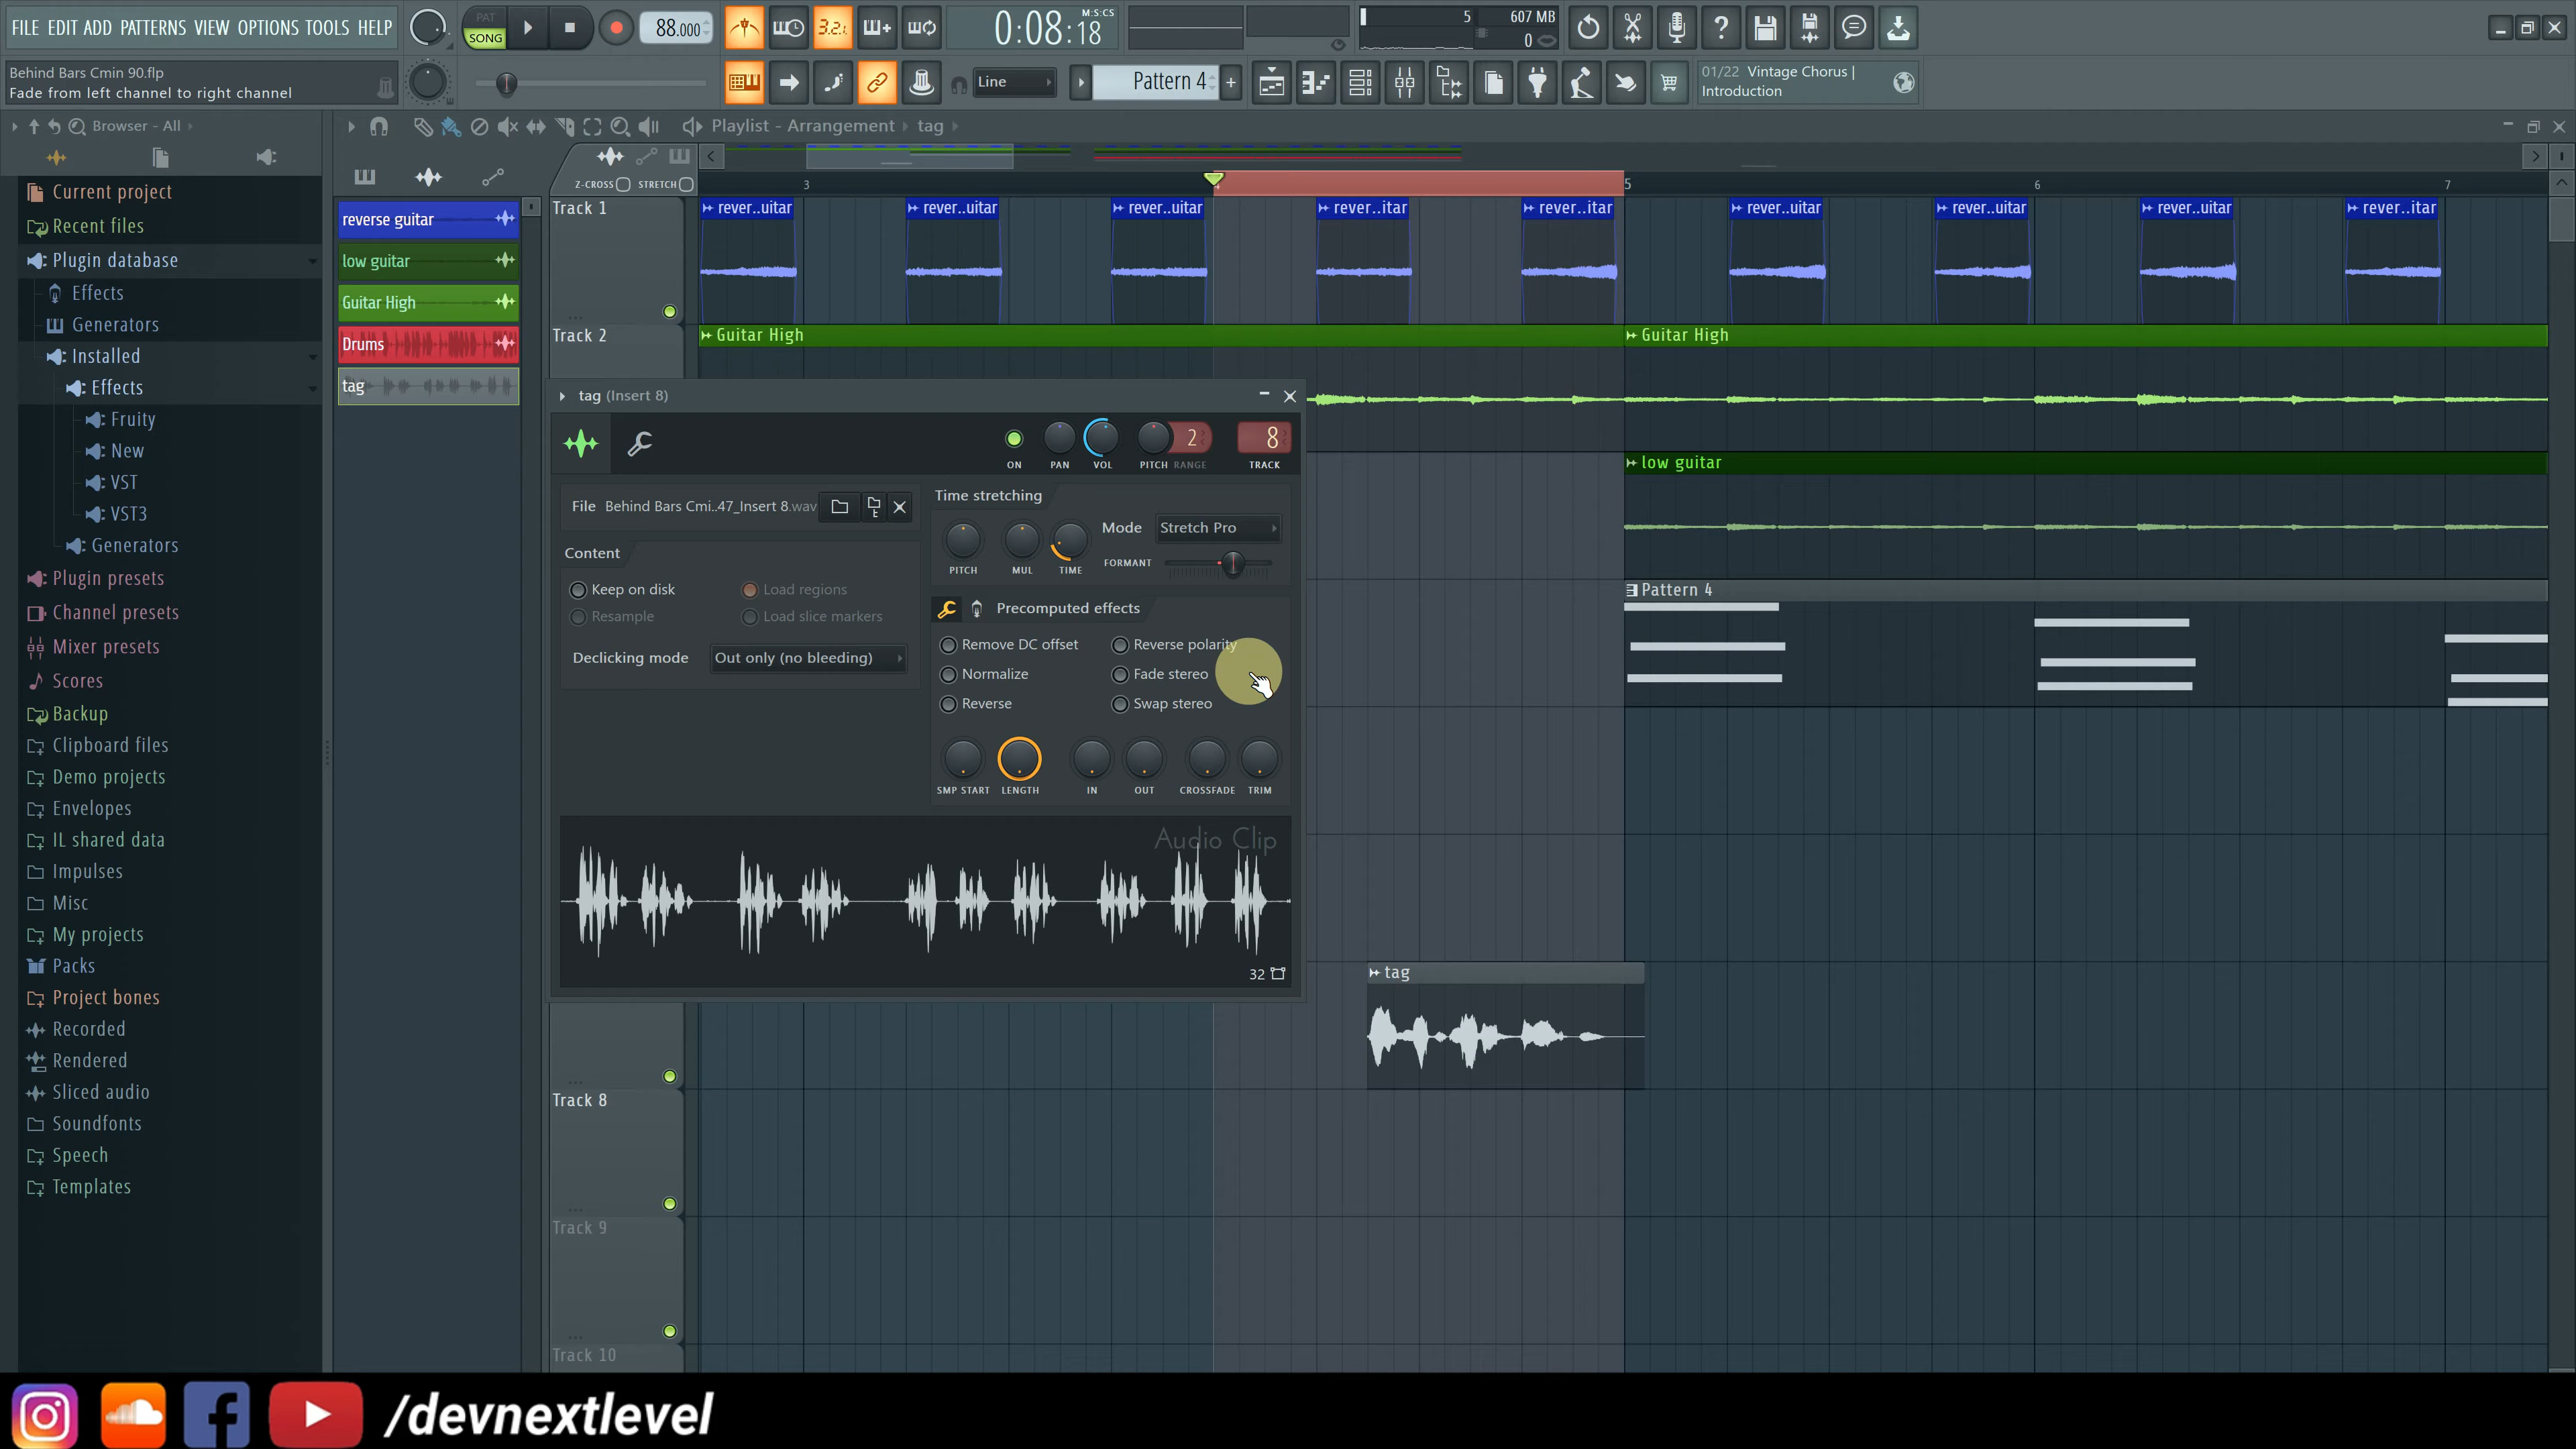 FILE EDIT ADD PATTERNS VIEW OPTIONS TOOLS HELP
PAT
SONG
88.000
3.2.1
M:S:CS
0:08:18
5
607 MB
0
Behind Bars Cmin 90.flp
Fade from left channel to right channel
Line
Pattern 4
01/22 Vintage Chorus |
Introduction
Browser - All
Playlist - Arrangement › tag ›
Z-CROSS
STRETCH
3
5
6
7
Current project
Recent files
Plugin database
Effects
Generators
Installed
Effects
Fruity
New
VST
VST3
Generators
Plugin presets
Channel presets
Mixer presets
Scores
Backup
Clipboard files
Demo projects
Envelopes
IL shared data
Impulses
Misc
My projects
Packs
Project bones
Recorded
Rendered
Sliced audio
Soundfonts
Speech
Templates
reverse guitar
low guitar
Guitar High
Drums
tag
Track 1
rever..uitar
rever..uitar
rever..uitar
rever..itar
rever..itar
rever..uitar
rever..uitar
rever..uitar
rever..itar
Track 2
Guitar High
Guitar High
low guitar
Pattern 4
tag
Track 8
Track 9
Track 10
tag (Insert 8)
ON
PAN
VOL
PITCH
RANGE
2
8
TRACK
File Behind Bars Cmi..47_Insert 8.wav
Content
Keep on disk
Load regions
Resample
Load slice markers
Declicking mode
Out only (no bleeding)
Time stretching
PITCH
MUL
TIME
Mode
Stretch Pro
FORMANT
Precomputed effects
Remove DC offset
Reverse polarity
Normalize
Fade stereo
Reverse
Swap stereo
SMP START
LENGTH
IN
OUT
CROSSFADE
TRIM
Audio Clip
32
/devnextlevel